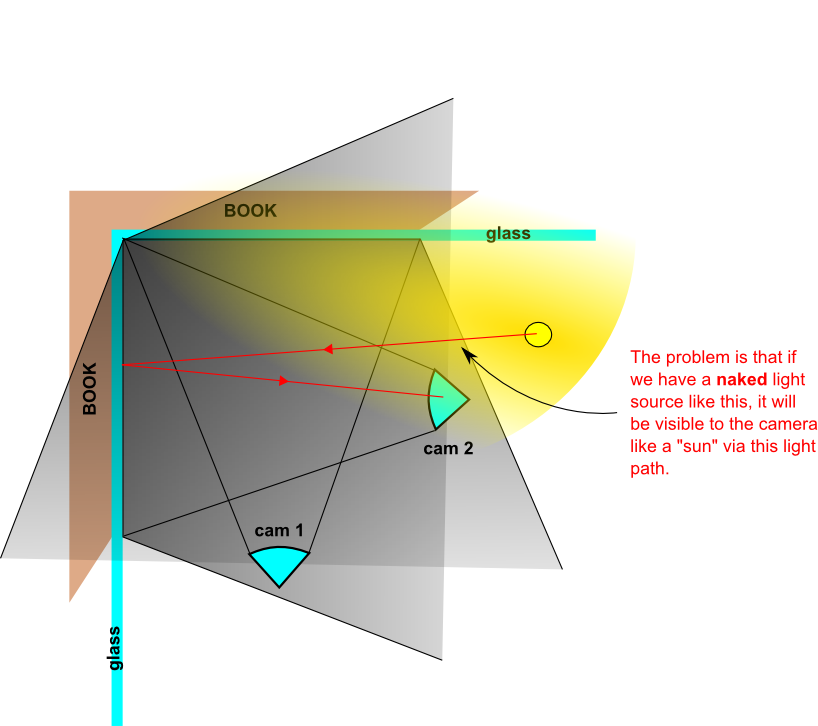 BOOK
glass
The problem is that if
we have a naked light
source like this, it will
be visible to the camera
like a "sun" via this light
path.
BOOK
cam 2
cam 1
glass